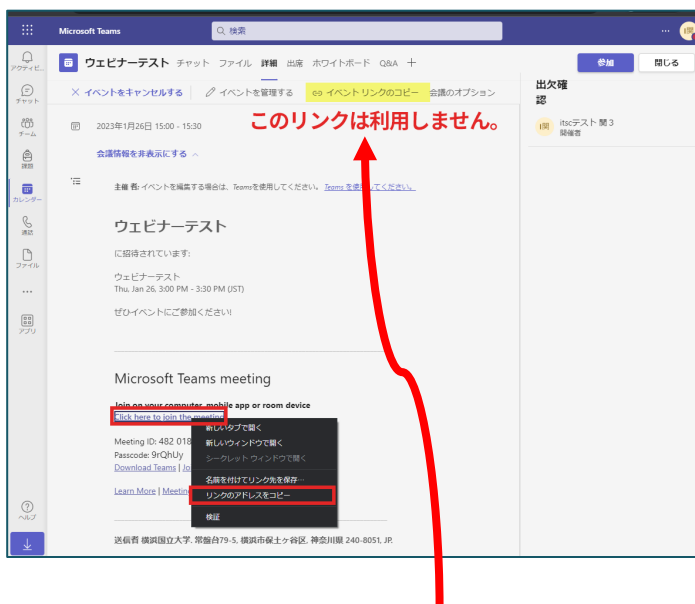 Microsoft Teams
検索
ウェビナーテスト チャット ファイル 詳細 出席 ホワイトボード Q&A
参加
閉じる
イベントをキャンセルする
イベントを管理する
イベントリンクのコピー
会議のオプション
出欠確
認
2023年1月26日 15:00 - 15:30
このリンクは利用しません。
itscテスト 関 3
開催者
会議情報を非表示にする
主催者: イベントを編集する場合は、Teamsを使用してください。 Teams を使用してください。
ウェビナーテスト
に招待されています:
ウェビナーテスト
Thu, Jan 26, 3:00 PM - 3:30 PM (JST)
ぜひイベントにご参加ください!
Microsoft Teams meeting
Join on your computer, mobile app or room device
Click here to join the meeting
新しいタブで開く
新しいウィンドウで開く
シークレット ウィンドウで開く
名前を付けてリンク先を保存…
リンクのアドレスをコピー
検証
Meeting ID: 482 018
Passcode: 9rQhUy
Download Teams | Jo
Learn More | Meetin
送信者 横浜国立大学. 常盤台79-5, 横浜市保土ヶ谷区, 神奈川県 240-8051, JP.
アクティビ...
チャット
チーム
課題
カレンダー
通話
ファイル
アプリ
ヘルプ